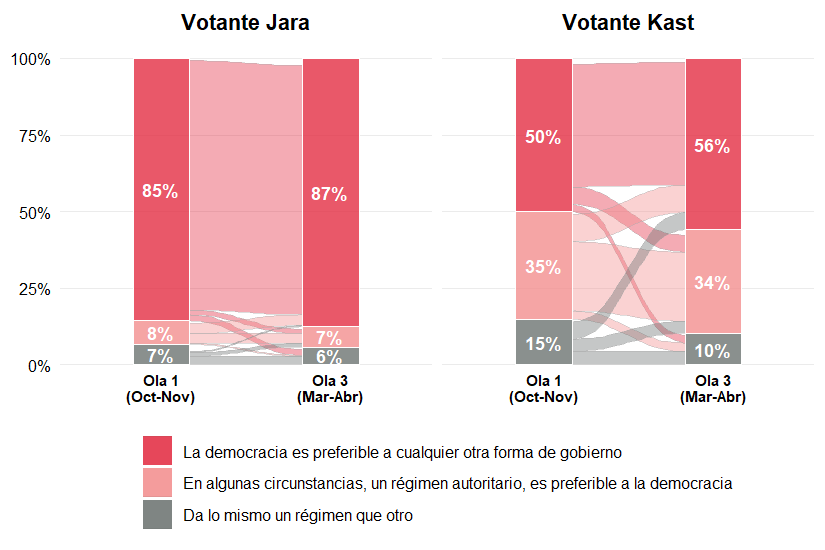 Votante Jara
Votante Kast
100%
75%
50%
25%
0%
85%
8%
7%
87%
7%
6%
50%
35%
15%
56%
34%
10%
Ola 1
(Oct-Nov)
Ola 3
(Mar-Abr)
Ola 1
(Oct-Nov)
Ola 3
(Mar-Abr)
La democracia es preferible a cualquier otra forma de gobierno
En algunas circunstancias, un régimen autoritario, es preferible a la democracia
Da lo mismo un régimen que otro